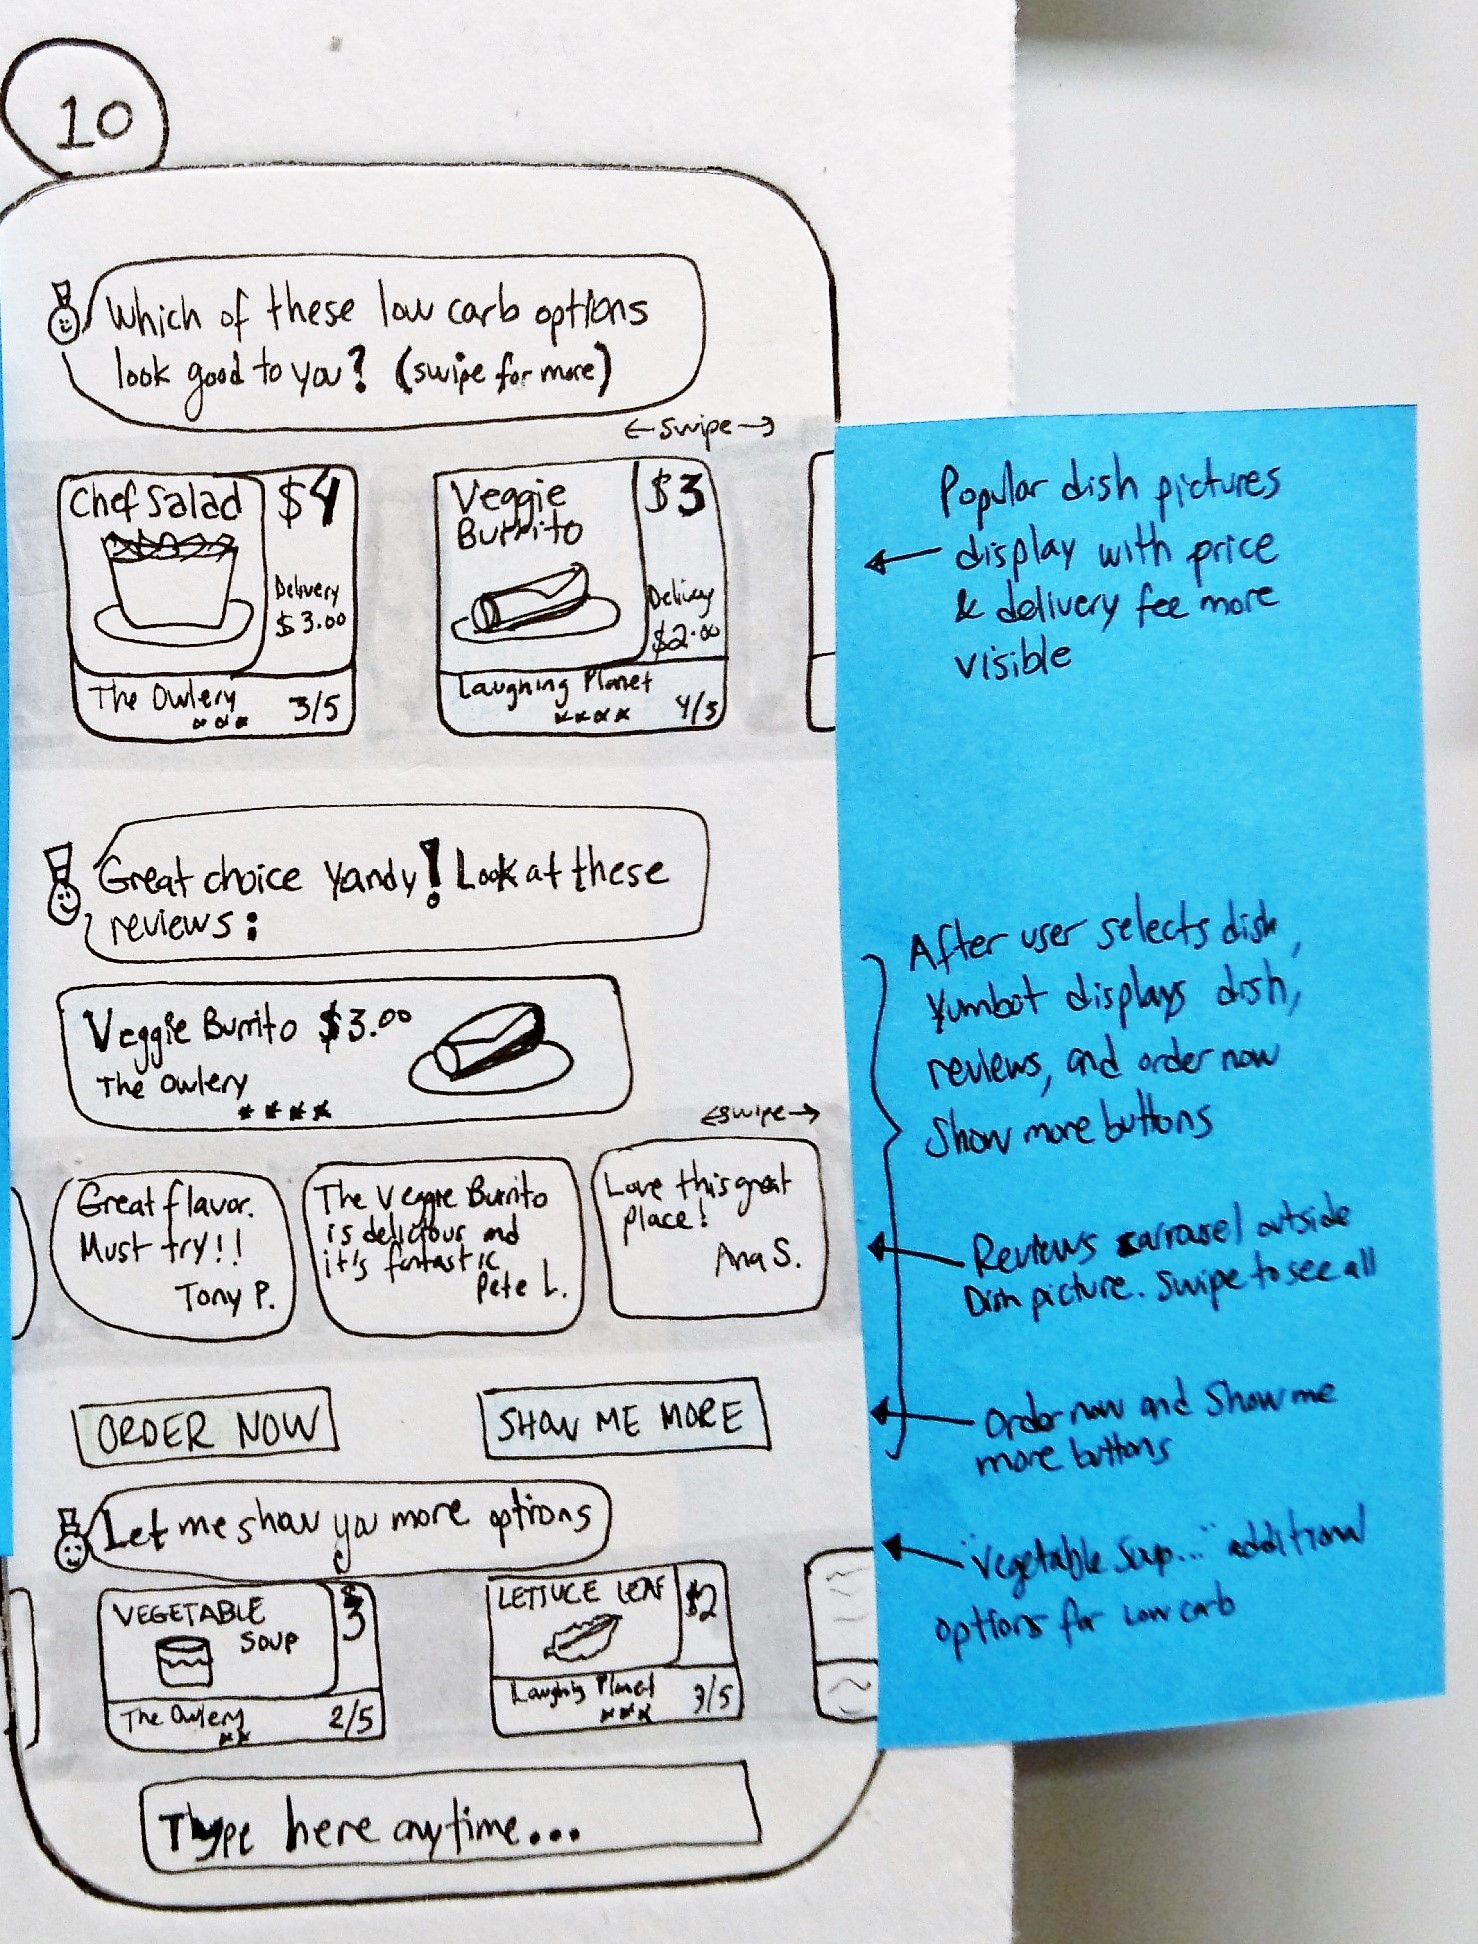 10
Which of these low carb options
look good to you? (swipe for more)
←swipe→
Chef Salad $4
Delivery
$3.00
The Owlery 3/5
Veggie $3
Burrito
Delivery
$2.00
Laughing Planet
4/5
Great choice Yandy! Look at these
reviews:
Veggie Burrito $3.00
The Owlery
←swipe→
Great flavor.
Must try!!
Tony P.
The Veggie Burrito
is delicious and
it's fantastic
Pete L.
Love this great
place!
Ana S.
ORDER NOW SHOW ME MORE
Let me show you more options
VEGETABLE $3
SOUP
The Owlery 2/5
LETTUCE LEAF $2
Laughing Planet 3/5
Type here anytime...
Popular dish pictures
display with price
& delivery fee more
visible
After user selects dish,
Yumbot displays dish,
reviews, and order now
Show more buttons
Reviews carrousel outside
Dish picture. Swipe to see all
Order now and Show me
more buttons
"Vegetable Soup..." additional
options for low carb